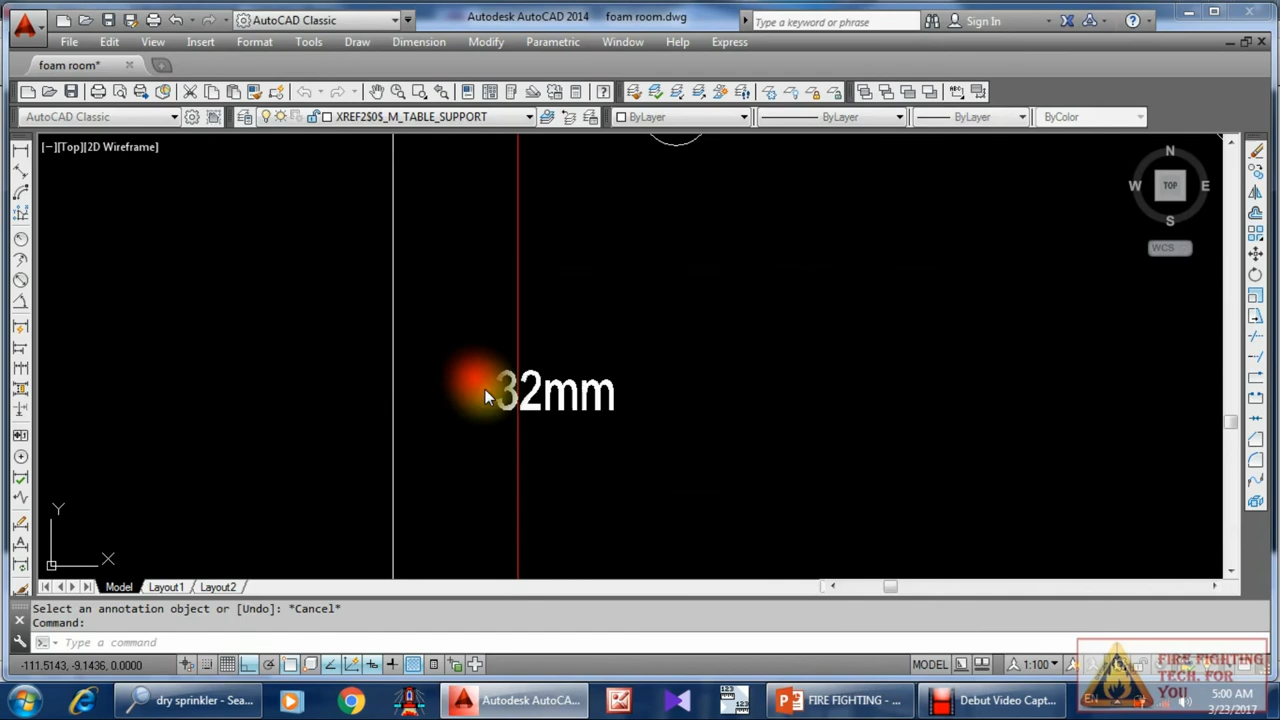 AutoCAD Classic
Autodesk AutoCAD 2014 foam room.dwg
Type a keyword or phrase
Sign In
File Edit View Insert Format Tools Draw Dimension Modify Parametric Window Help Express
foam room*
AutoCAD Classic
XREF2$0$_M_TABLE_SUPPORT
ByLayer
ByLayer
ByLayer
ByColor
[−][Top][2D Wireframe]
N
W TOP E
S
WCS
32mm
Y
X
Model Layout1 Layout2
Select an annotation object or [Undo]: *Cancel*
Command:
Type a command
-111.5143, -9.1436, 0.0000
MODEL
1:100
FIRE FIGHTING
TECH. FOR
YOU
dry sprinkler - Sea...
Autodesk AutoCA...
FIRE FIGHTING - ...
Debut Video Capt...
EN
5:00 AM
3/23/2017